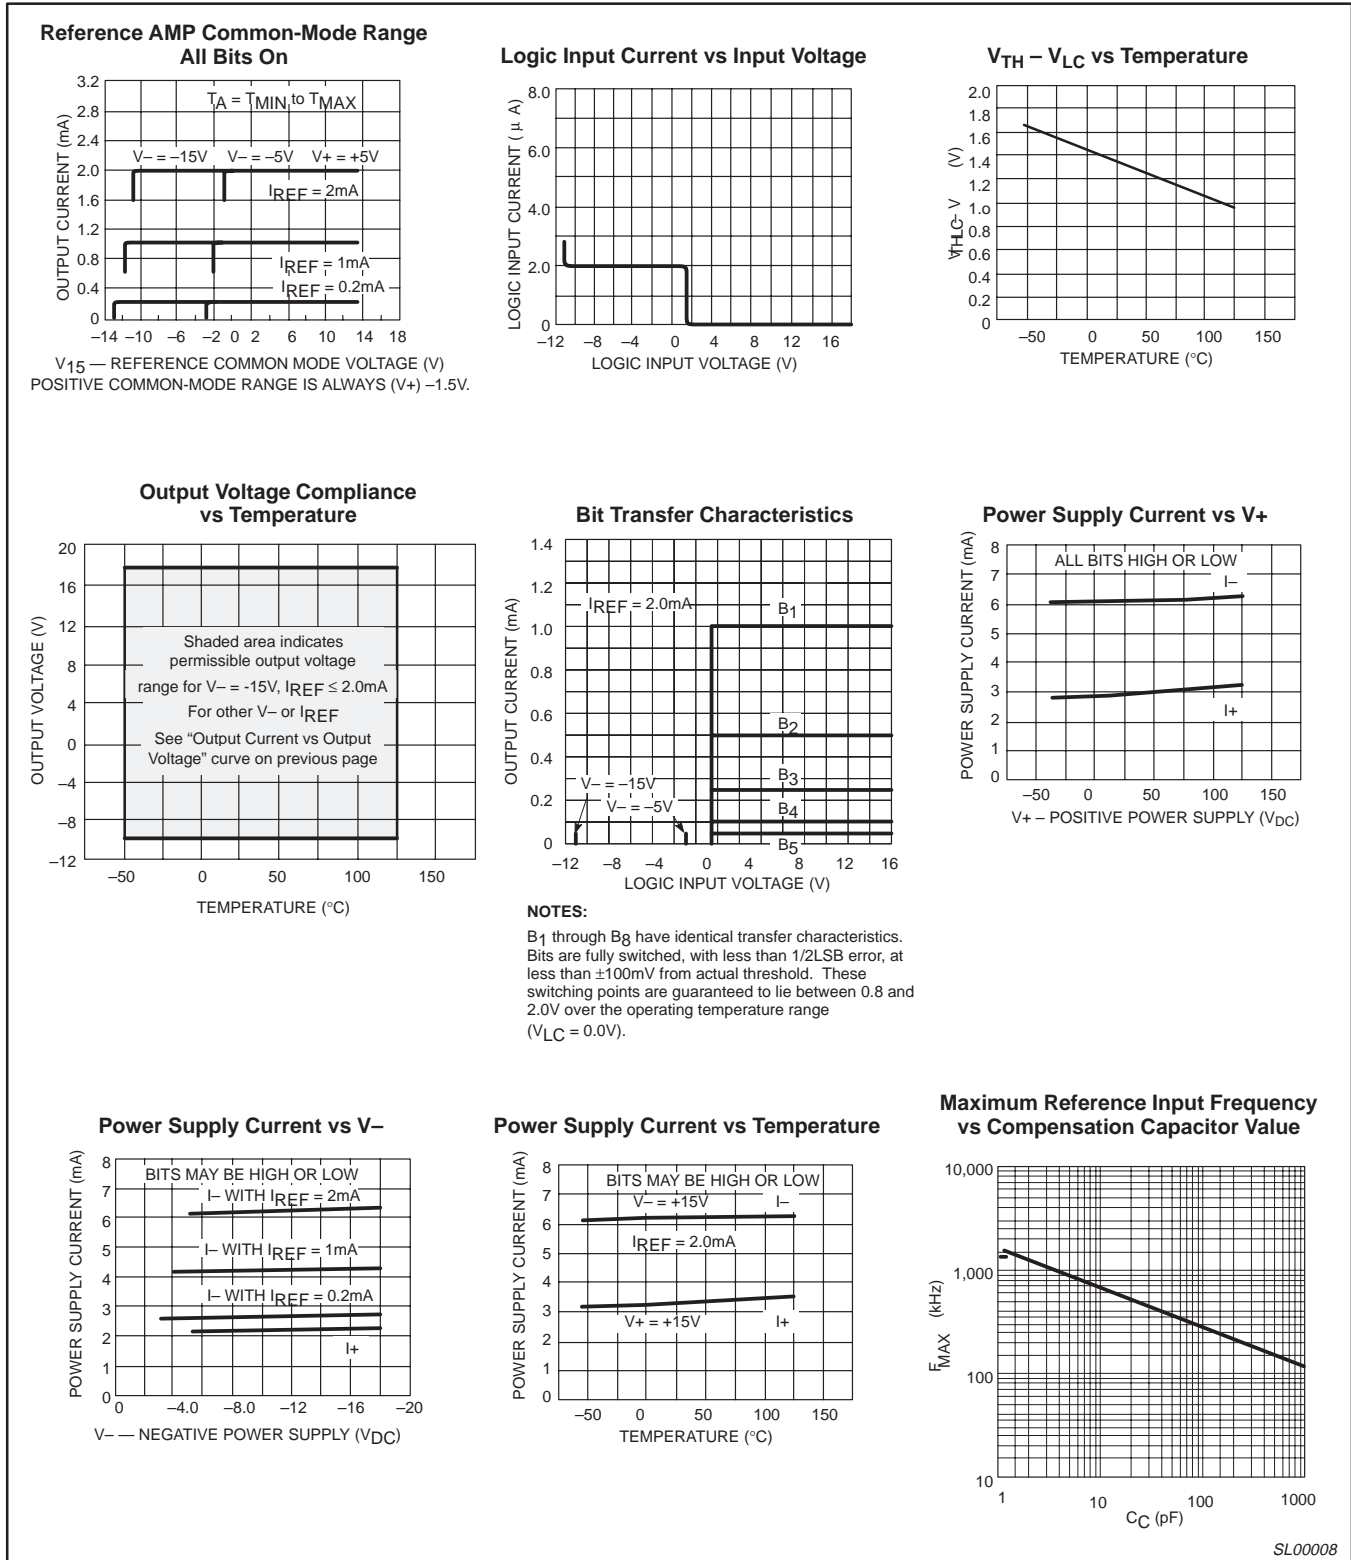 Reference AMP Common-Mode Range
All Bits On
3.2
2.8
2.4
2.0
1.6
1.2
0.8
0.4
0
OUTPUT CURRENT (mA)
TA = TMIN to TMAX
V– = –15V V– = –5V V+ = +5V
IREF = 2mA
IREF = 1mA
IREF = 0.2mA
–14 –10 –6 –2 0 2 6 10 14 18
V15 — REFERENCE COMMON MODE VOLTAGE (V)
POSITIVE COMMON-MODE RANGE IS ALWAYS (V+) –1.5V.
Logic Input Current vs Input Voltage
8.0
6.0
4.0
2.0
0
LOGIC INPUT CURRENT ( μ A)
–12 –8 –4 0 4 8 12 16
LOGIC INPUT VOLTAGE (V)
VTH – VLC vs Temperature
2.0
1.8
1.6
1.4
1.2
1.o
0.8
0.6
0.4
0.2
0
VTHLC– V (V)
–50 0 50 100 150
TEMPERATURE (°C)
Output Voltage Compliance
vs Temperature
20
16
12
8
4
0
–4
–8
–12
OUTPUT VOLTAGE (V)
Shaded area indicates
permissible output voltage
range for V– = -15V, IREF ≤ 2.0mA
For other V– or IREF
See “Output Current vs Output
Voltage” curve on previous page
–50 0 50 100 150
TEMPERATURE (°C)
Bit Transfer Characteristics
1.4
1.2
1.0
0.8
0.6
0.4
0.2
0
OUTPUT CURRENT (mA)
IREF = 2.0mA
B1
B2
B3
V– = –15V
V– = –5V
B4
B5
–12 –8 –4 0 4 8 12 16
LOGIC INPUT VOLTAGE (V)
NOTES:
B1 through B8 have identical transfer characteristics.
Bits are fully switched, with less than 1/2LSB error, at
less than ±100mV from actual threshold. These
switching points are guaranteed to lie between 0.8 and
2.0V over the operating temperature range
(VLC = 0.0V).
Power Supply Current vs V+
8
7
6
5
4
3
2
1
0
POWER SUPPLY CURRENT (mA)
ALL BITS HIGH OR LOW
I–
I+
–50 0 50 100 150
V+ – POSITIVE POWER SUPPLY (VDC)
Power Supply Current vs V–
8
7
6
5
4
3
2
1
0
POWER SUPPLY CURRENT (mA)
BITS MAY BE HIGH OR LOW
I– WITH IREF = 2mA
I– WITH IREF = 1mA
I– WITH IREF = 0.2mA
I+
0 –4.0 –8.0 –12 –16 –20
V– — NEGATIVE POWER SUPPLY (VDC)
Power Supply Current vs Temperature
8
7
6
5
4
3
2
1
0
POWER SUPPLY CURRENT (mA)
BITS MAY BE HIGH OR LOW
V– = +15V I–
IREF = 2.0mA
V+ = +15V I+
–50 0 50 100 150
TEMPERATURE (°C)
Maximum Reference Input Frequency
vs Compensation Capacitor Value
10,000
1,000
100
10
FMAX (kHz)
1 10 100 1000
CC (pF)
SL00008